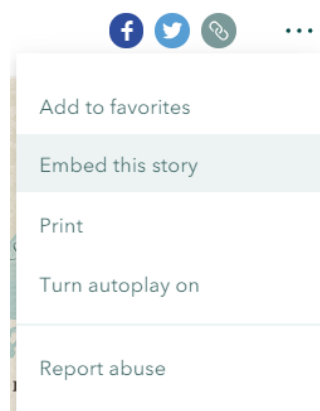 Add to favorites
Embed this story
Print
Turn autoplay on
Report abuse